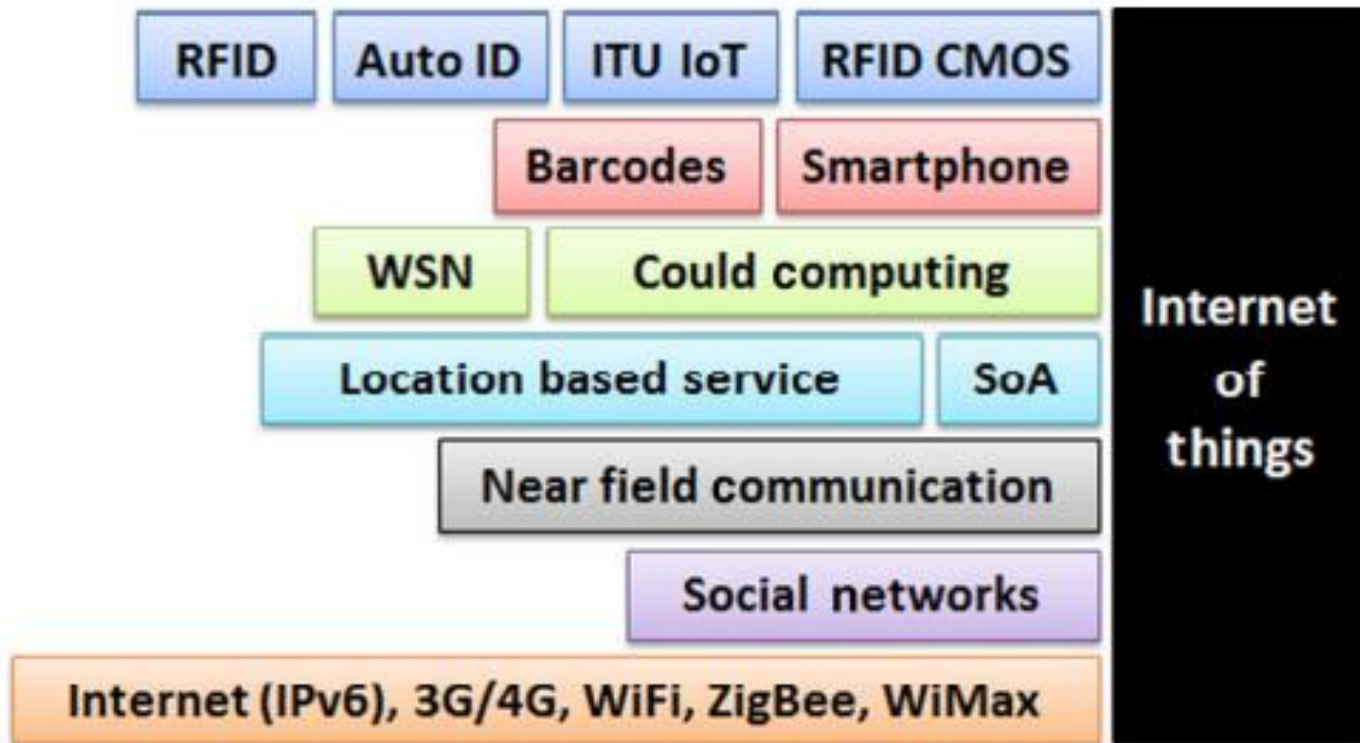 RFID Auto ID ITU IoT RFID CMOS
Barcodes Smartphone
WSN Could computing
Location based service SoA
Near field communication
Social networks
Internet (IPv6), 3G/4G, WiFi, ZigBee, WiMax
Internet
of
things